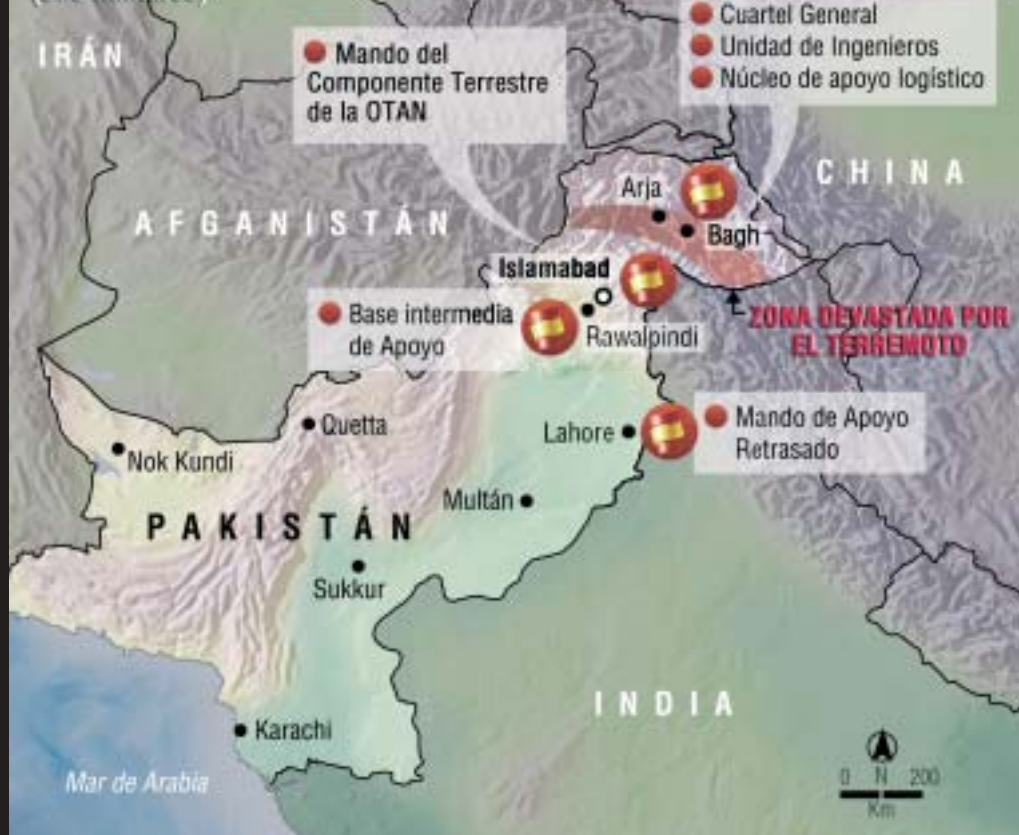 IRÁN
Mando del
Componente Terrestre
de la OTAN
Cuartel General
Unidad de Ingenieros
Núcleo de apoyo logístico
CHINA
AFGANISTÁN
Arja
Bagh
Islamabad
Rawalpindi
Base intermedia
de Apoyo
ZONA DEVASTADA POR
EL TERREMOTO
Quetta
Nok Kundi
Lahore
Mando de Apoyo
Retrasado
Multán
PAKISTÁN
Sukkur
INDIA
Karachi
Mar de Arabia
0 N 200
Km